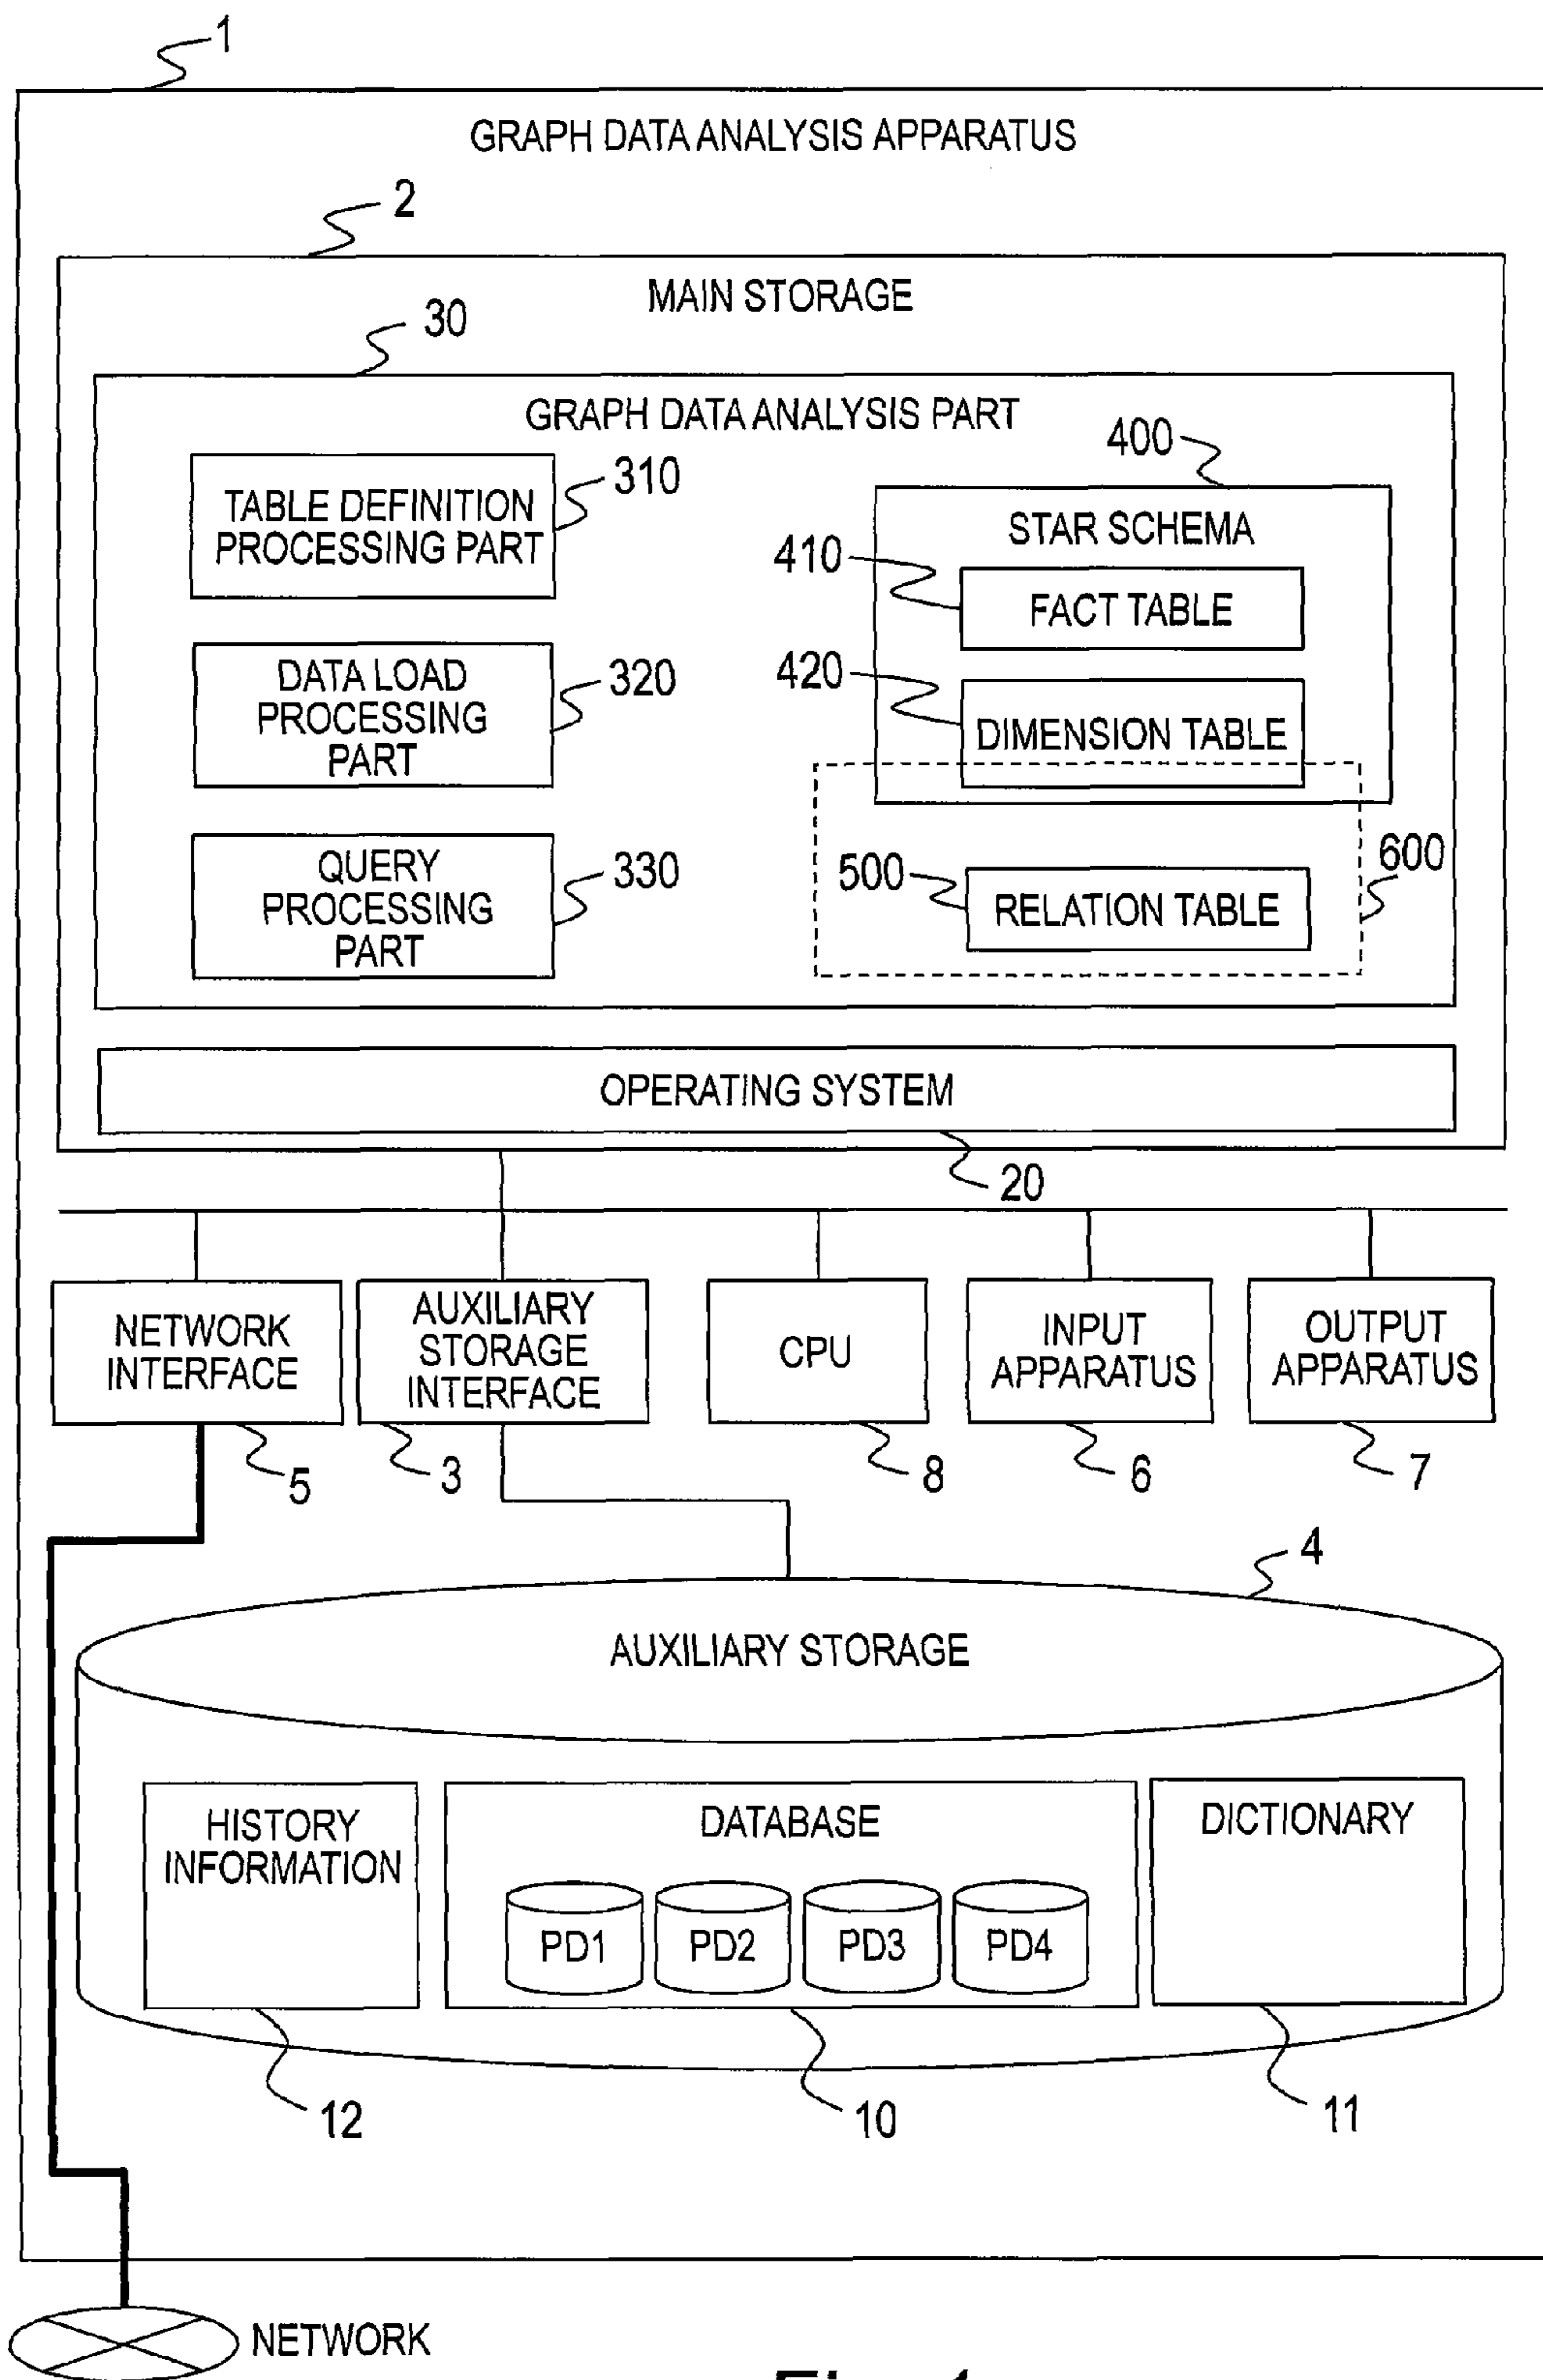 1
GRAPH DATA ANALYSIS APPARATUS
2
MAIN STORAGE
30
GRAPH DATA ANALYSIS PART
400
TABLE DEFINITION
PROCESSING PART
310
STAR SCHEMA
410
FACT TABLE
DATA LOAD
PROCESSING
PART
320
420
DIMENSION TABLE
QUERY
PROCESSING
PART
330
500
RELATION TABLE
600
OPERATING SYSTEM
20
NETWORK
INTERFACE
AUXILIARY
STORAGE
INTERFACE
CPU
INPUT
APPARATUS
OUTPUT
APPARATUS
5
3
8
6
7
4
AUXILIARY STORAGE
HISTORY
INFORMATION
DATABASE
DICTIONARY
PD1
PD2
PD3
PD4
12
10
11
NETWORK